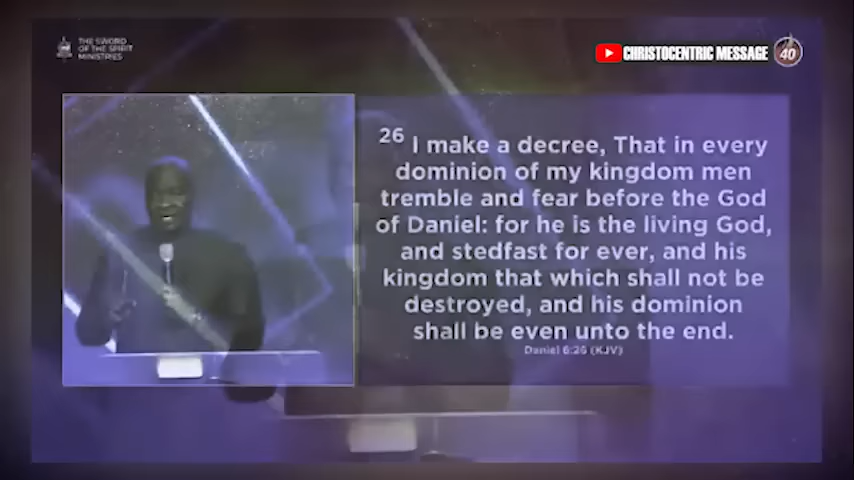 THE SWORD
OF THE SPIRIT
MINISTRIES
CHRISTOCENTRIC MESSAGE
40
26 I make a decree, That in every
dominion of my kingdom men
tremble and fear before the God
of Daniel: for he is the living God,
and stedfast for ever, and his
kingdom that which shall not be
destroyed, and his dominion
shall be even unto the end.
Daniel 6:26 (KJV)